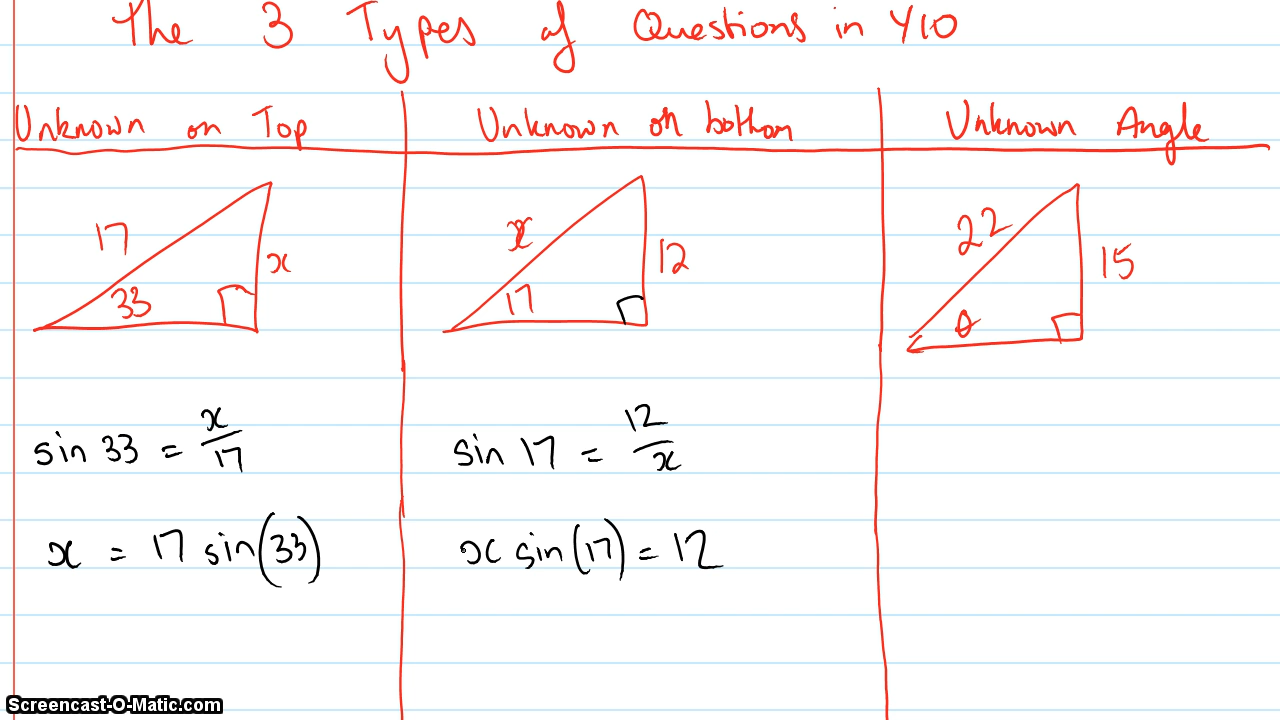 The 3 Types of Questions in Y10
Unknown on Top
Unknown on bottom
Unknown Angle
17
x
33
x
12
17
22
15
θ
sin 33 = x/17
x = 17 sin(33)
sin 17 = 12/x
x sin(17) = 12
Screencast-O-Matic.com